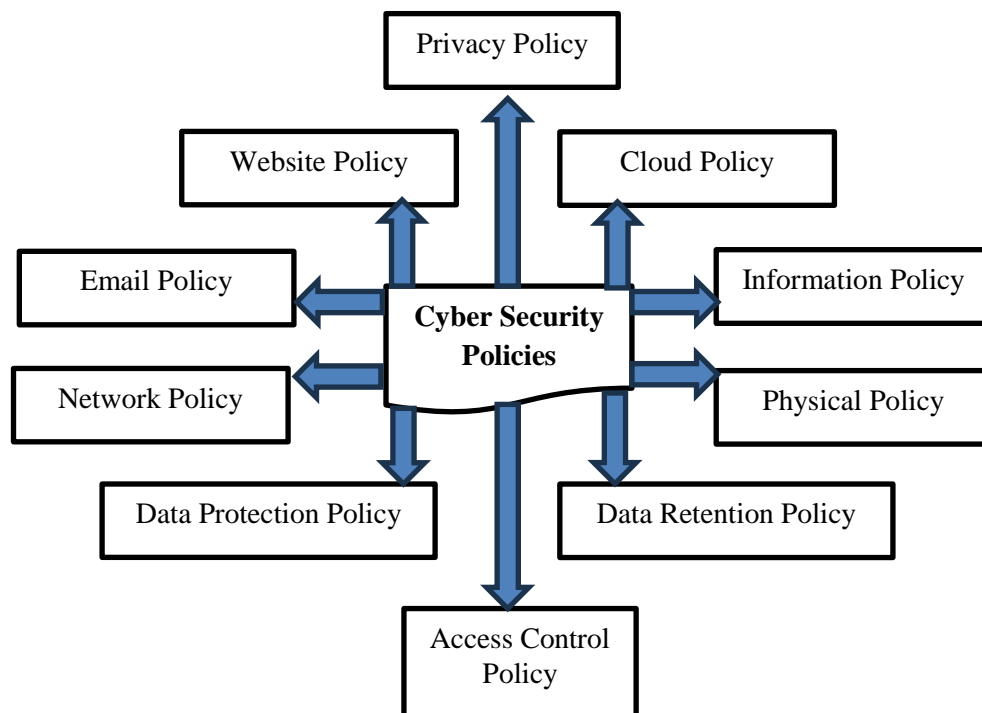 Privacy Policy
Website Policy
Cloud Policy
Email Policy
Information Policy
Cyber Security
Policies
Network Policy
Physical Policy
Data Protection Policy
Data Retention Policy
Access Control
Policy